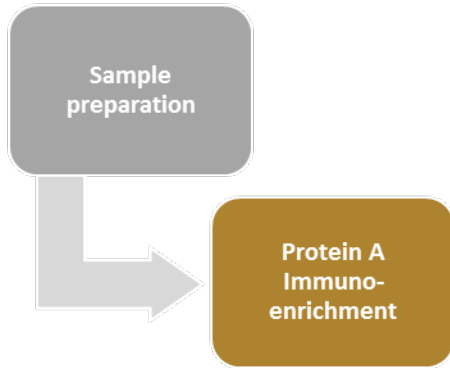 Sample
preparation
Protein A
Immuno-
enrichment